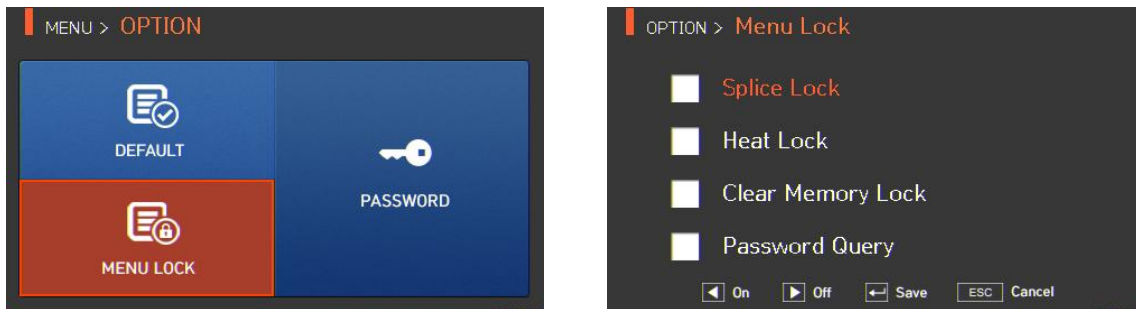 MENU > OPTION
DEFAULT
PASSWORD
MENU LOCK
OPTION > Menu Lock
Splice Lock
Heat Lock
Clear Memory Lock
Password Query
On Off Save ESC Cancel